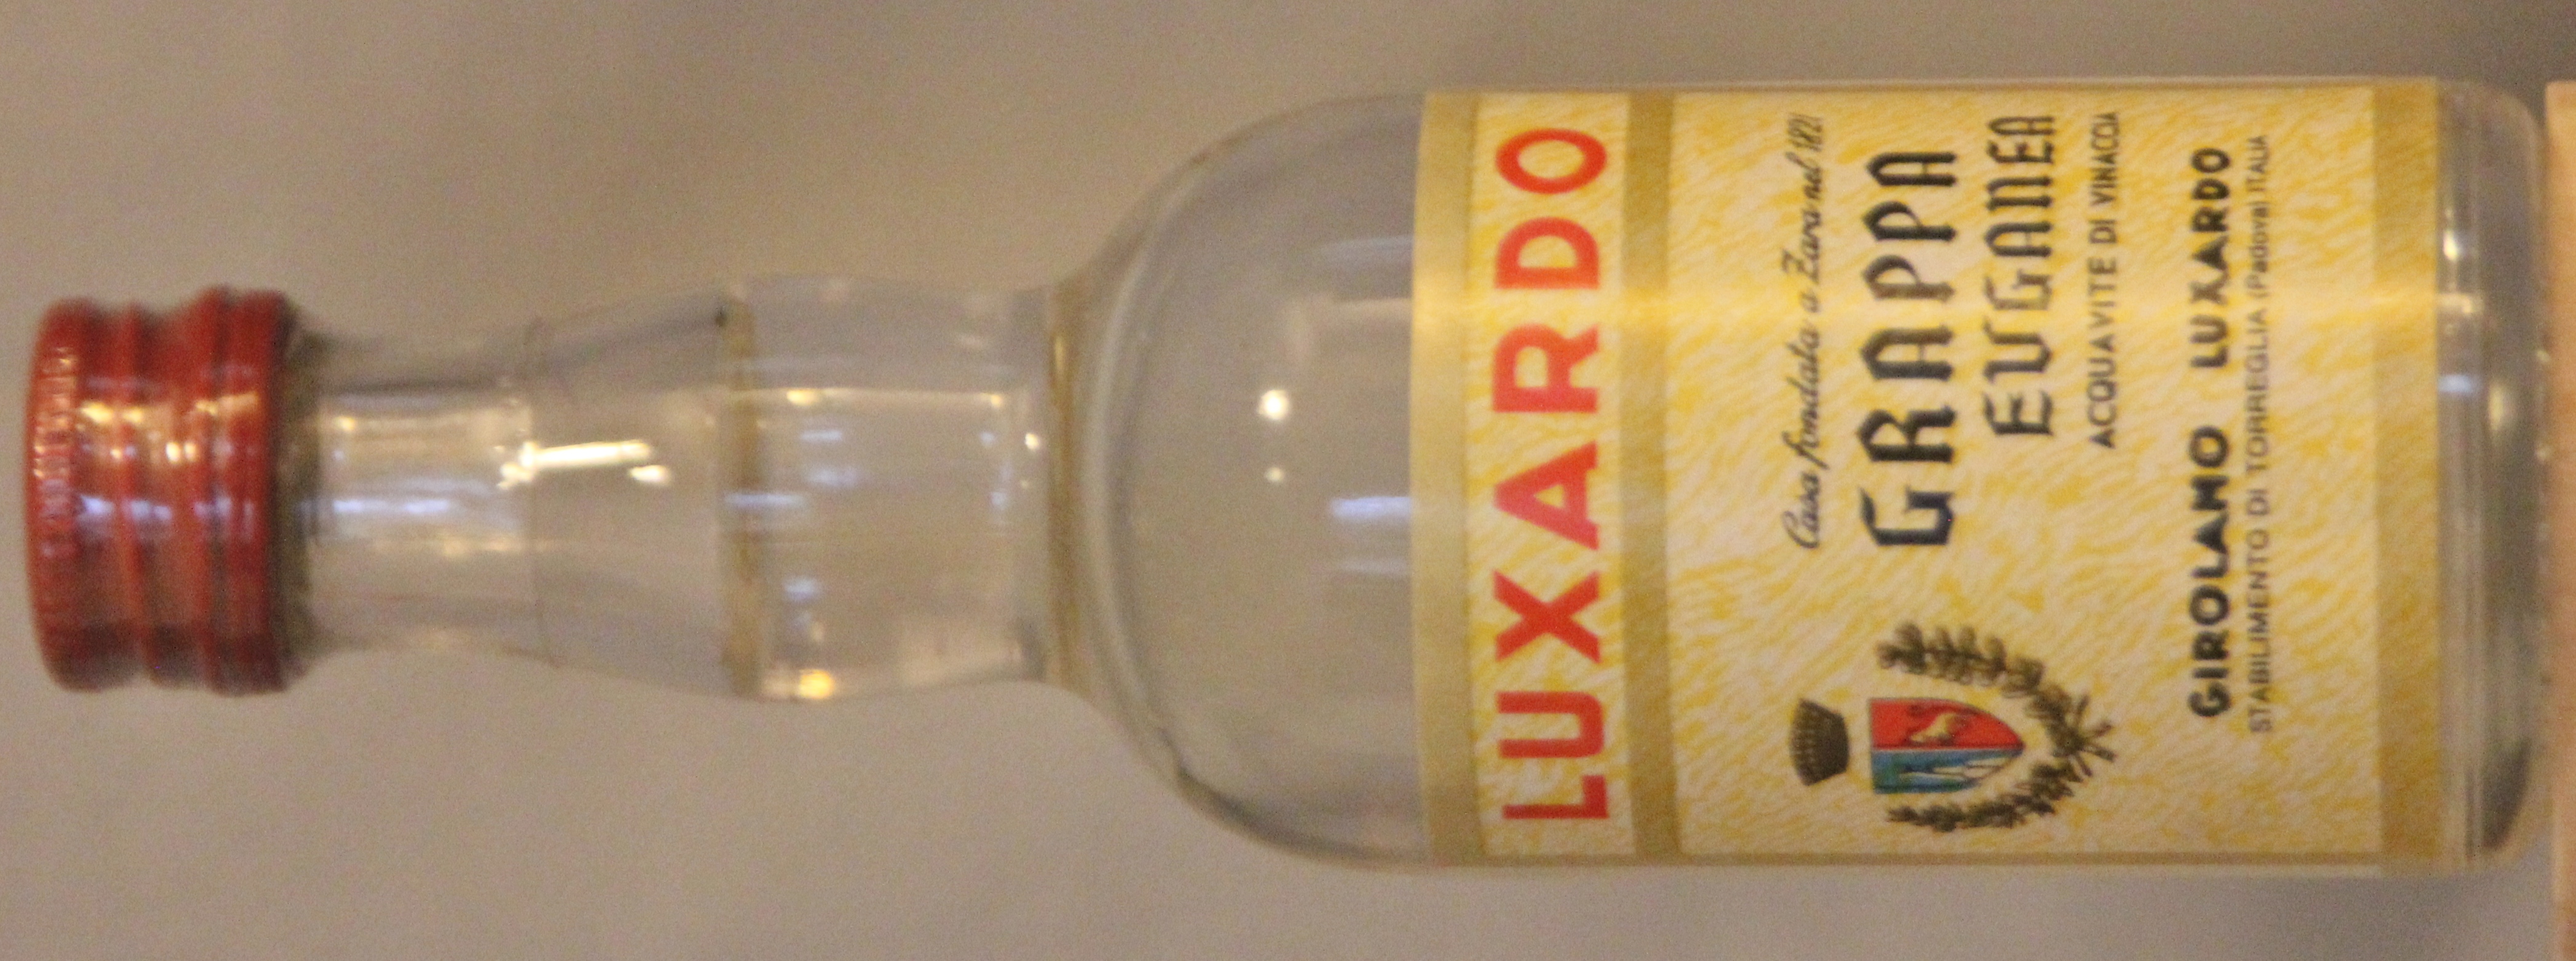 LUXARDO
Casa fondata a Zara nel 1821
GRAPPA
EUGANEA
ACQUAVITE DI VINACCIA
GIROLAMO LUXARDO
STABILIMENTO DI TORREGLIA (Padova) ITALIA